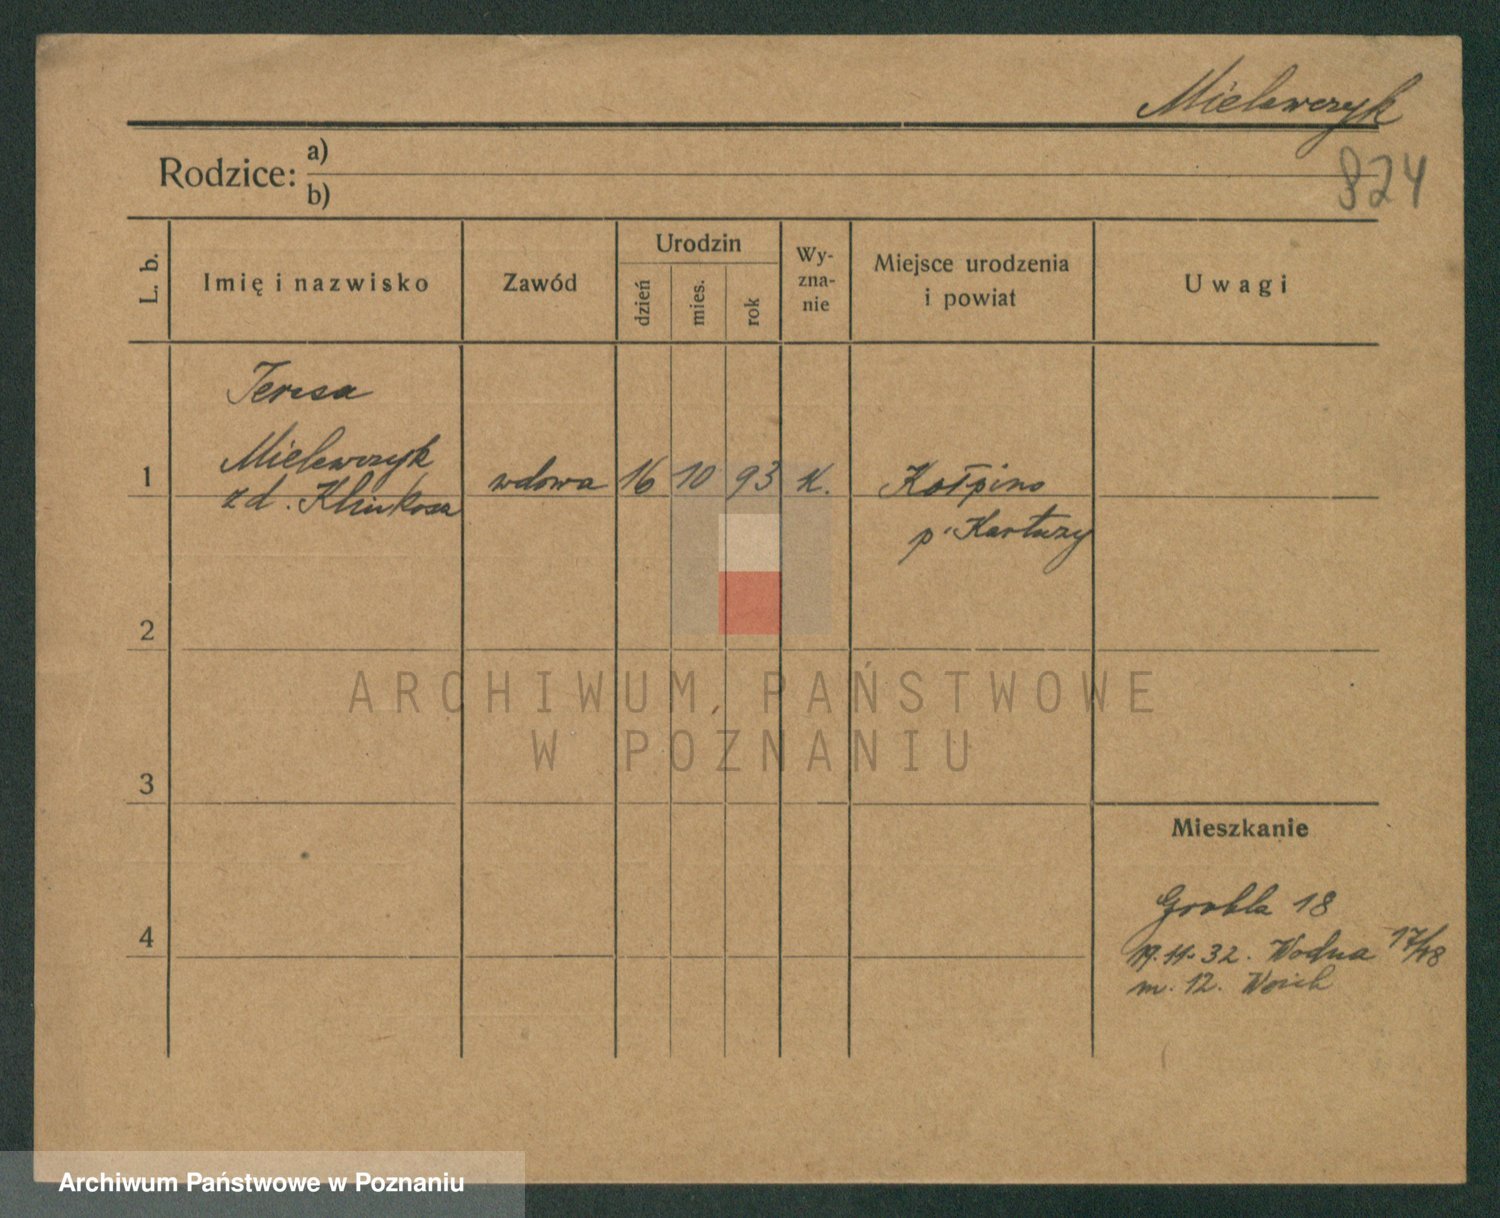 Mielewczyk
824
Rodzice: a)
b)
L. b.
Imię i nazwisko
Zawód
Urodzin
dzień
mies.
rok
Wy-
zna-
nie
Miejsce urodzenia
i powiat
Uwagi
Teresa
Mielewczyk
z d. Klinkosz
1
wdowa
16
10
93
K.
Kołpino
p. Kartuzy
2
3
4
Mieszkanie
Grobla 18
19.11.32. Wodna 17/18
m. 12.
ARCHIWUM PAŃSTWOWE
W POZNANIU
Archiwum Państwowe w Poznaniu